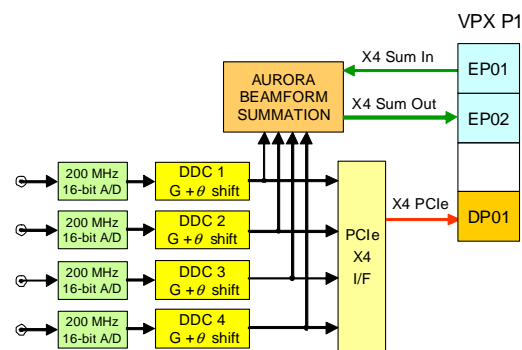 VPX P1
X4 Sum In
EP01
AURORA
BEAMFORM
SUMMATION
X4 Sum Out
EP02
200 MHz
16-bit A/D
DDC 1
G + θ shift
200 MHz
16-bit A/D
DDC 2
G + θ shift
200 MHz
16-bit A/D
DDC 3
G + θ shift
200 MHz
16-bit A/D
DDC 4
G + θ shift
PCIe
X4
I/F
X4 PCIe
DP01